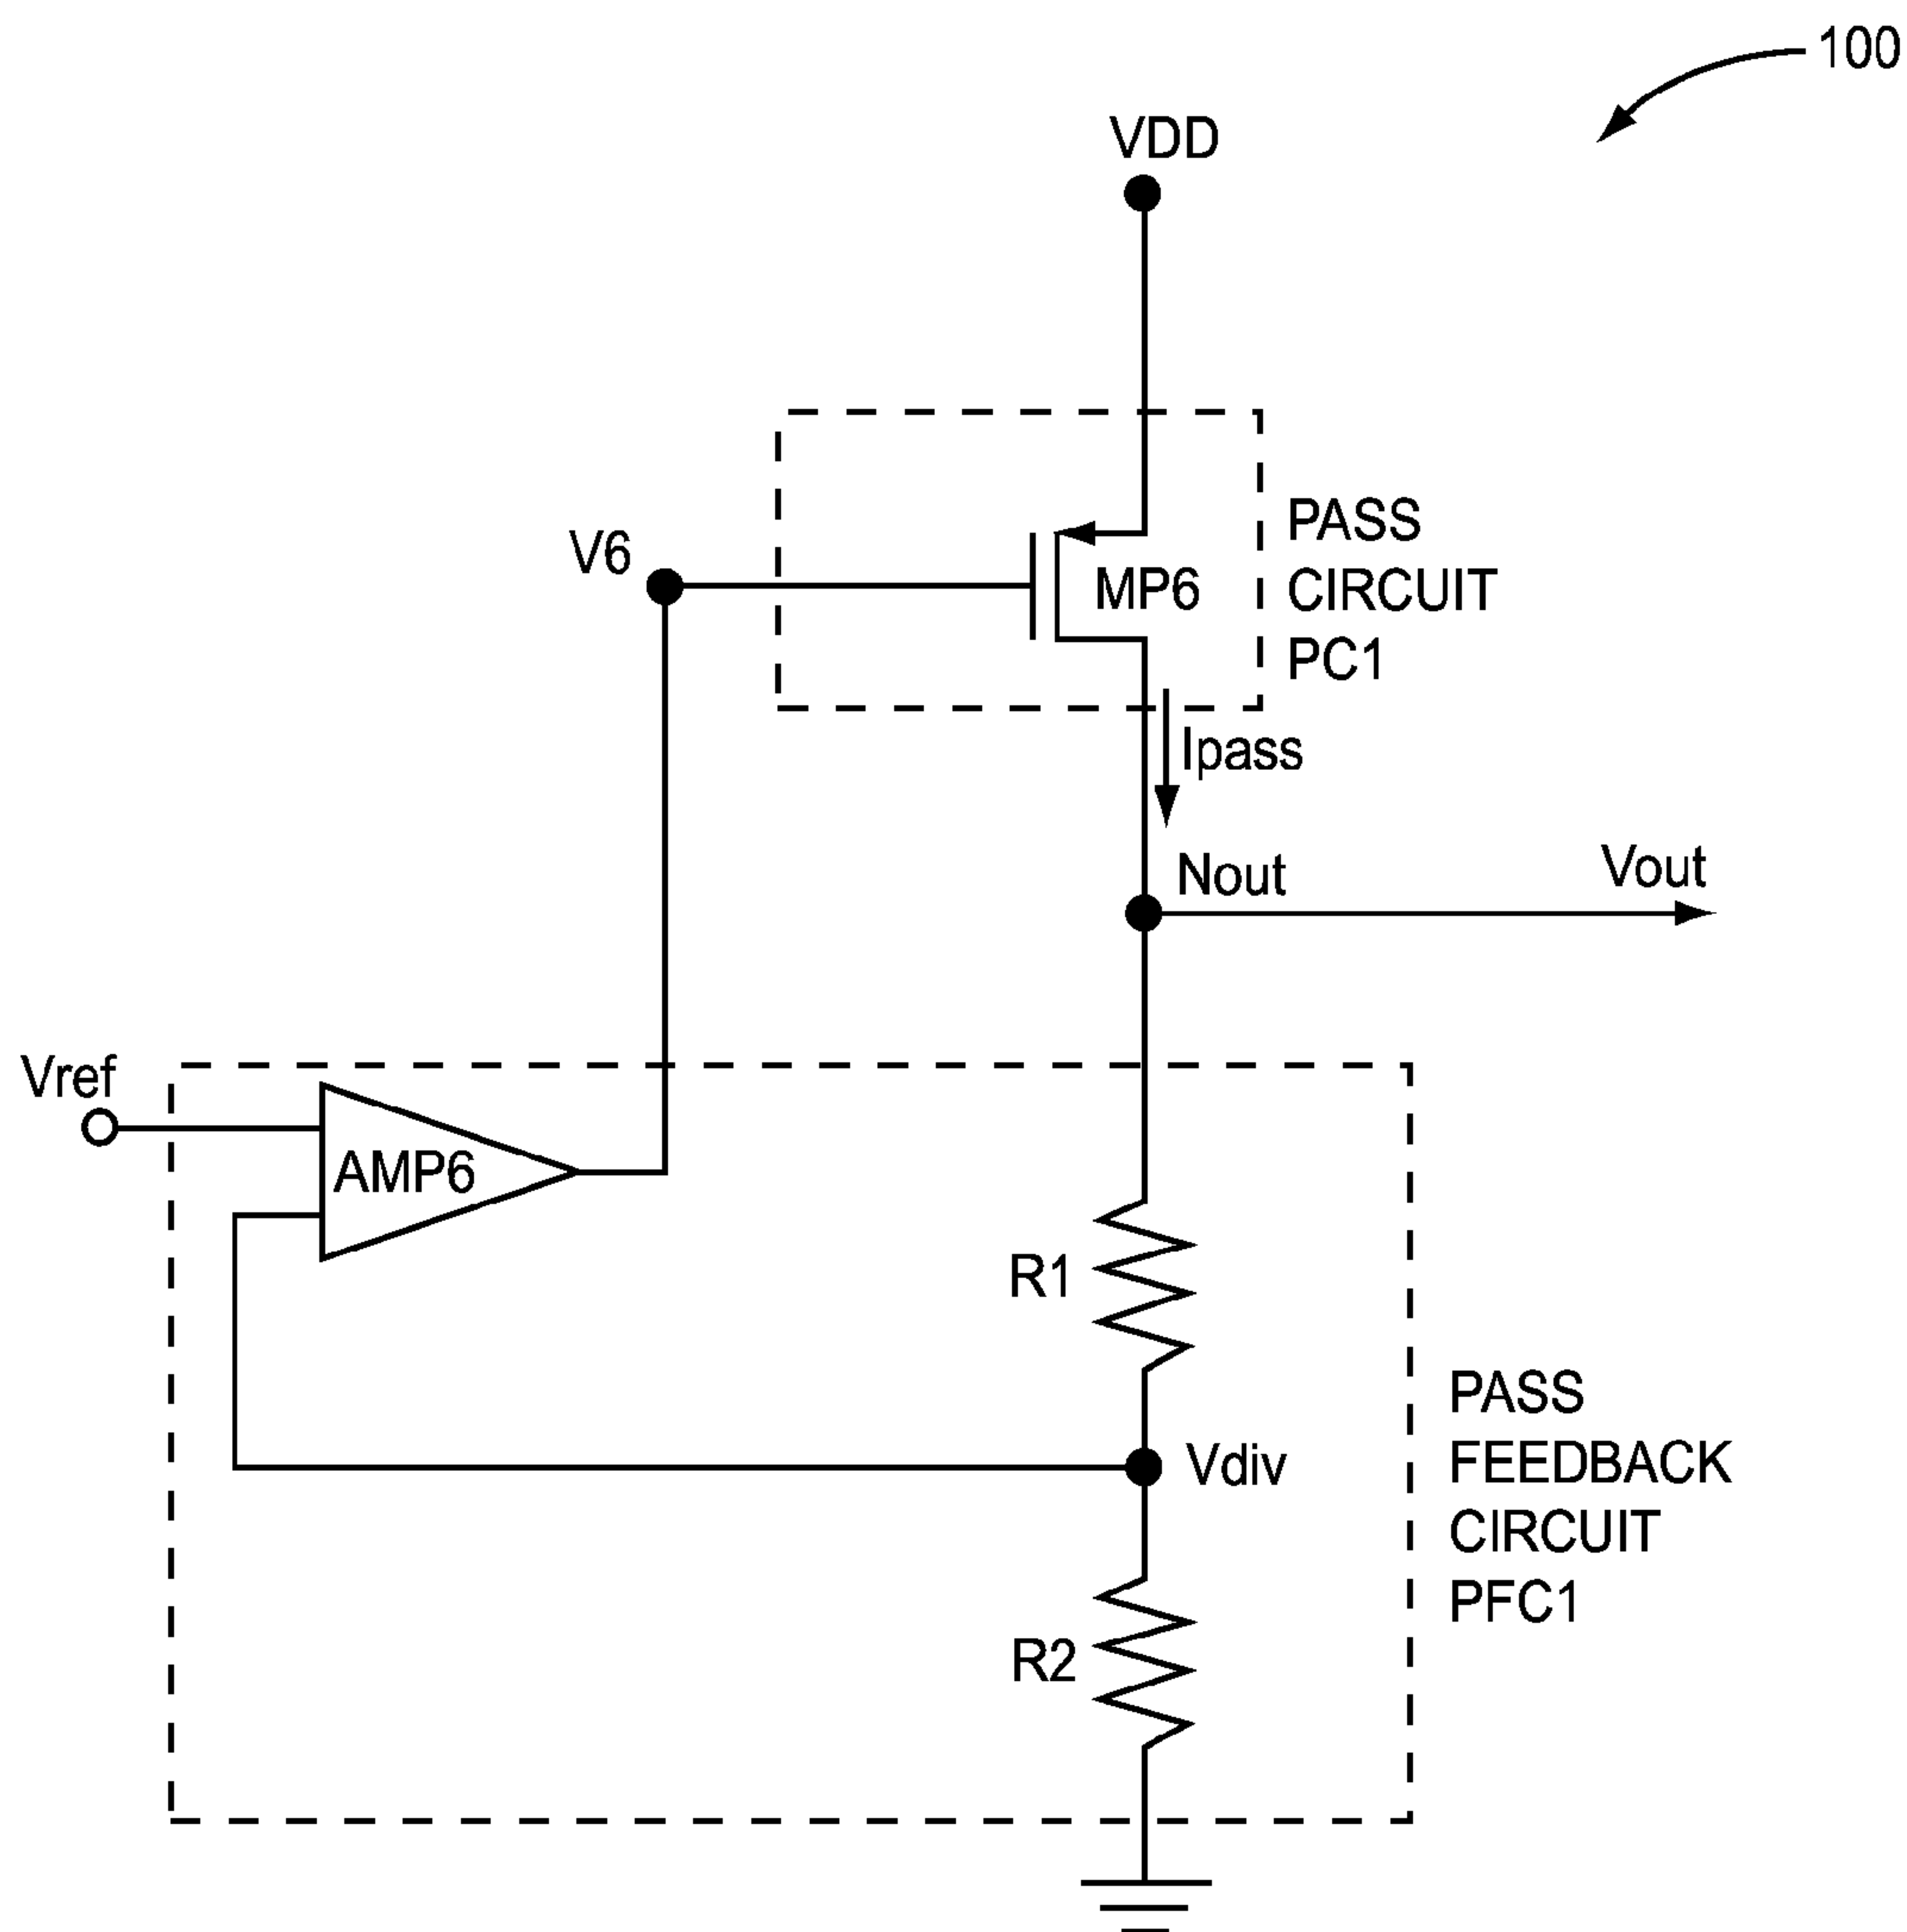 100
VDD
V6
MP6
PASS
CIRCUIT
PC1
Ipass
Nout
Vout
Vref
AMP6
R1
Vdiv
PASS
FEEDBACK
CIRCUIT
PFC1
R2